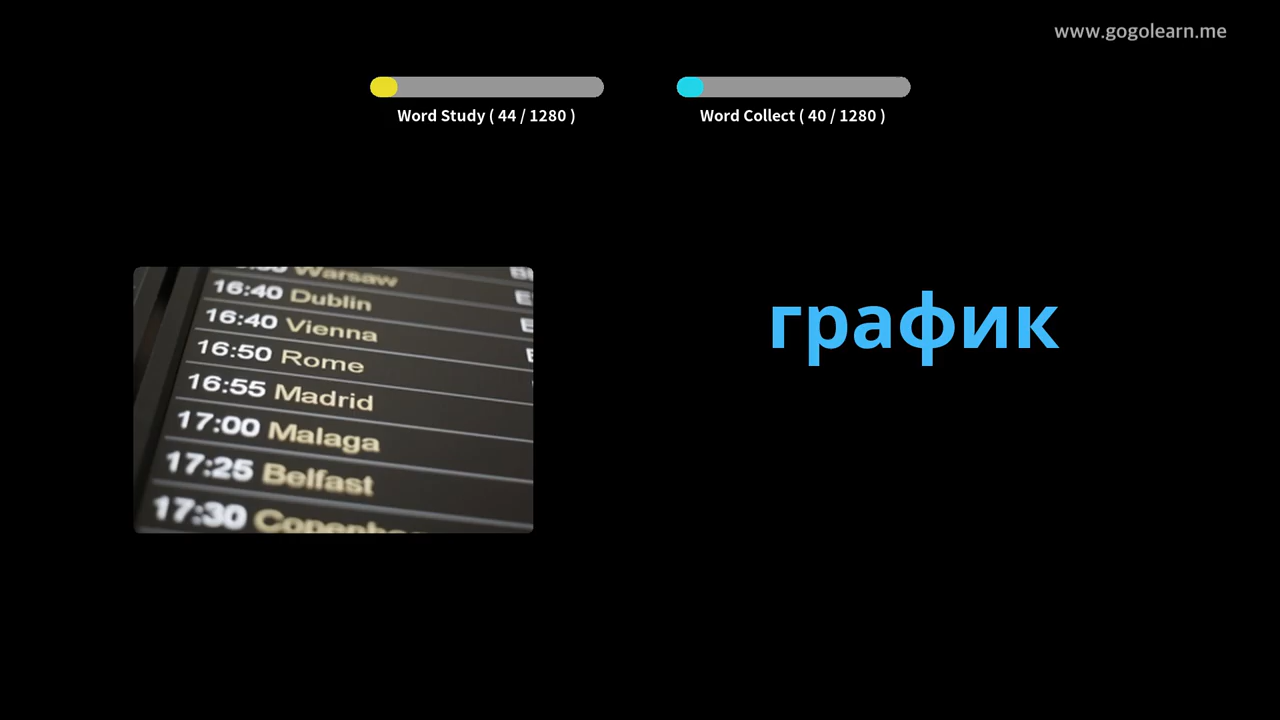 www.gogolearn.me
Word Study ( 44 / 1280 )
Word Collect ( 40 / 1280 )
Warsaw
16:40 Dublin
16:40 Vienna
16:50 Rome
16:55 Madrid
17:00 Malaga
17:25 Belfast
17:30
график